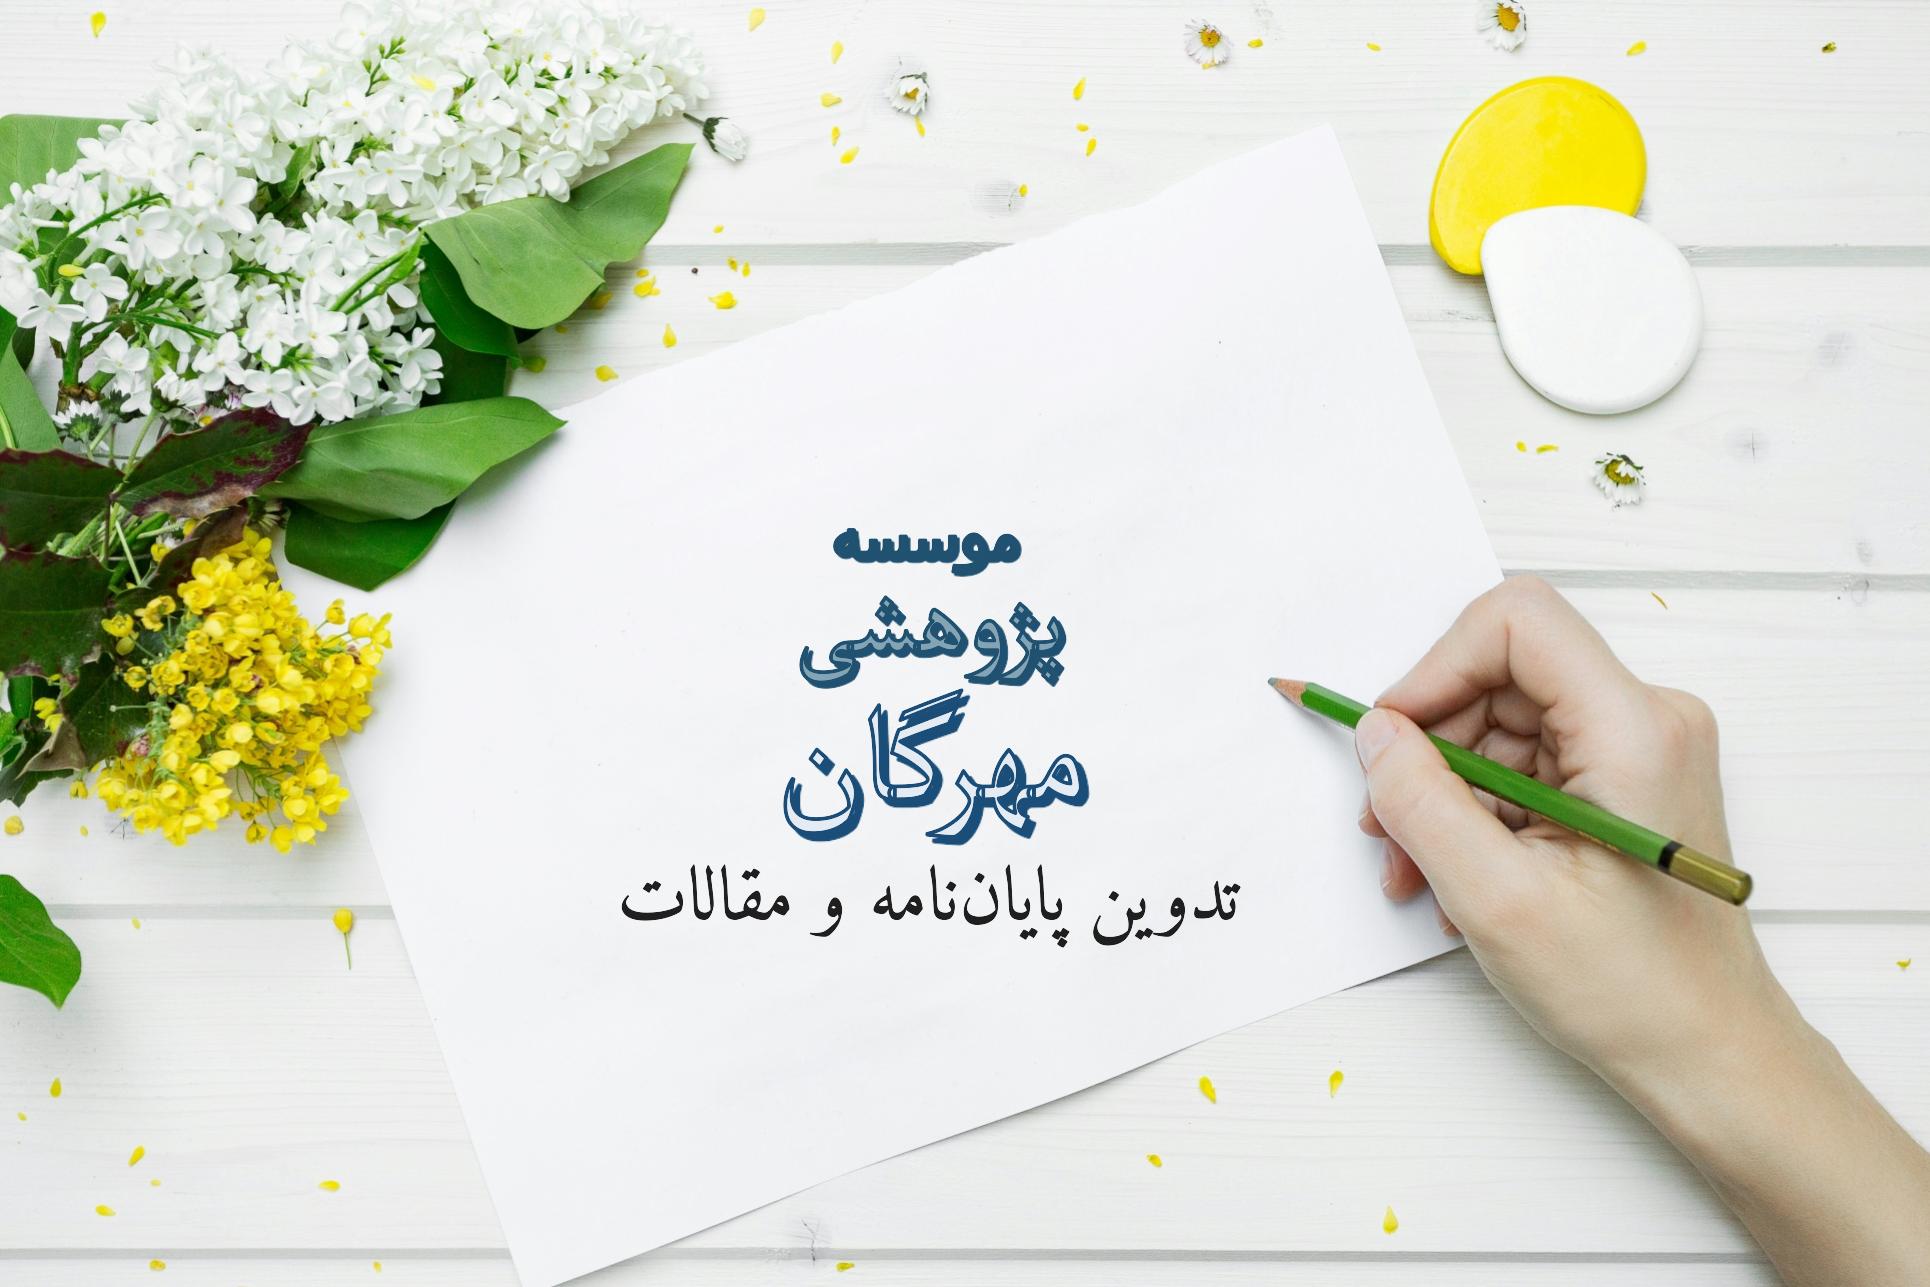 موسسه
پژوهشی
مهرگان
تدوین پایان‌نامه و مقالات